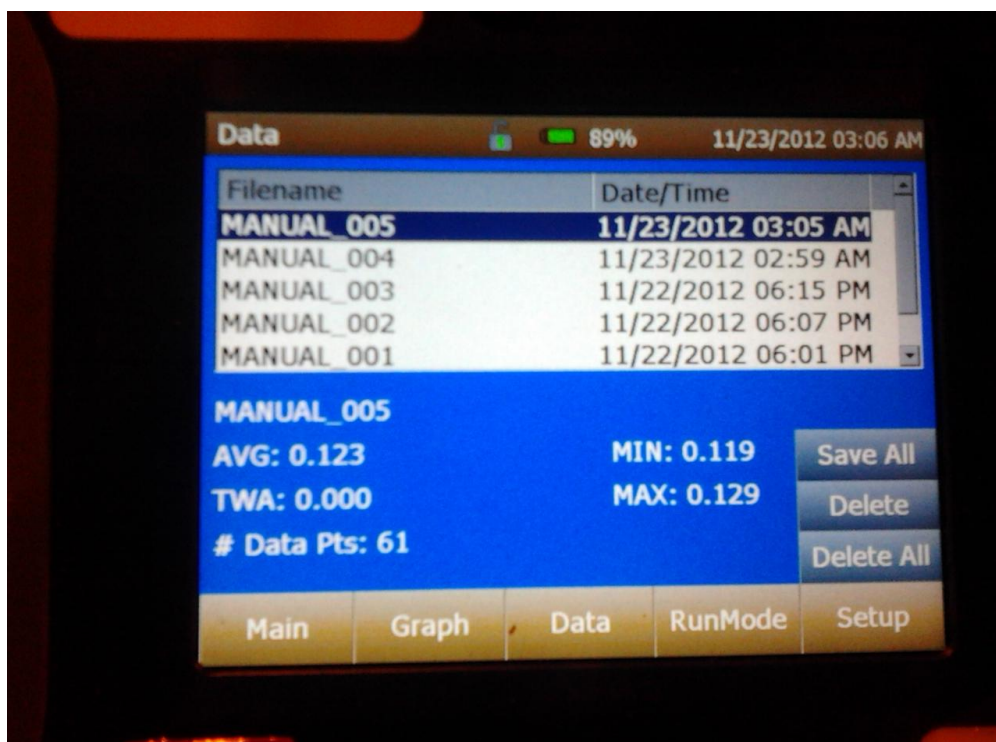 Data 89% 11/23/2012 03:06 AM
Filename Date/Time
MANUAL_005 11/23/2012 03:05 AM
MANUAL_004 11/23/2012 02:59 AM
MANUAL_003 11/22/2012 06:15 PM
MANUAL_002 11/22/2012 06:07 PM
MANUAL_001 11/22/2012 06:01 PM
MANUAL_005
AVG: 0.123 MIN: 0.119 Save All
TWA: 0.000 MAX: 0.129 Delete
# Data Pts: 61 Delete All
Main Graph Data RunMode Setup